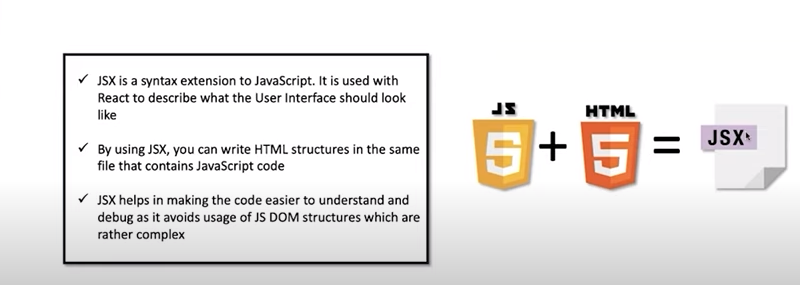 ✓ JSX is a syntax extension to JavaScript. It is used with
React to describe what the User Interface should look
like
✓ By using JSX, you can write HTML structures in the same
file that contains JavaScript code
✓ JSX helps in making the code easier to understand and
debug as it avoids usage of JS DOM structures which are
rather complex
JS
HTML
5 + 5 =
JSX